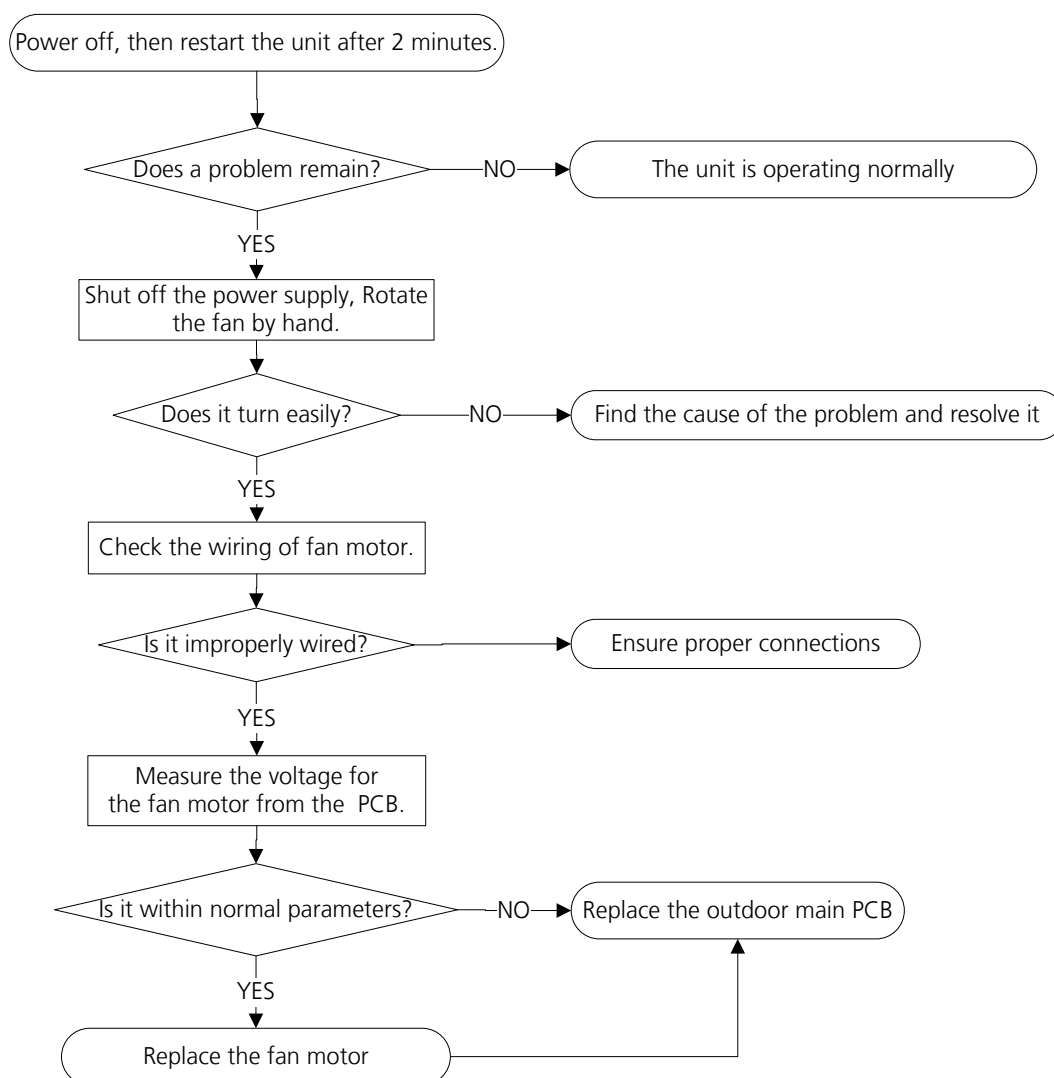 Power off, then restart the unit after 2 minutes.
Does a problem remain?
NO
The unit is operating normally
YES
Shut off the power supply, Rotate
the fan by hand.
Does it turn easily?
NO
Find the cause of the problem and resolve it
YES
Check the wiring of fan motor.
Is it improperly wired?
Ensure proper connections
YES
Measure the voltage for
the fan motor from the PCB.
Is it within normal parameters?
NO
Replace the outdoor main PCB
YES
Replace the fan motor